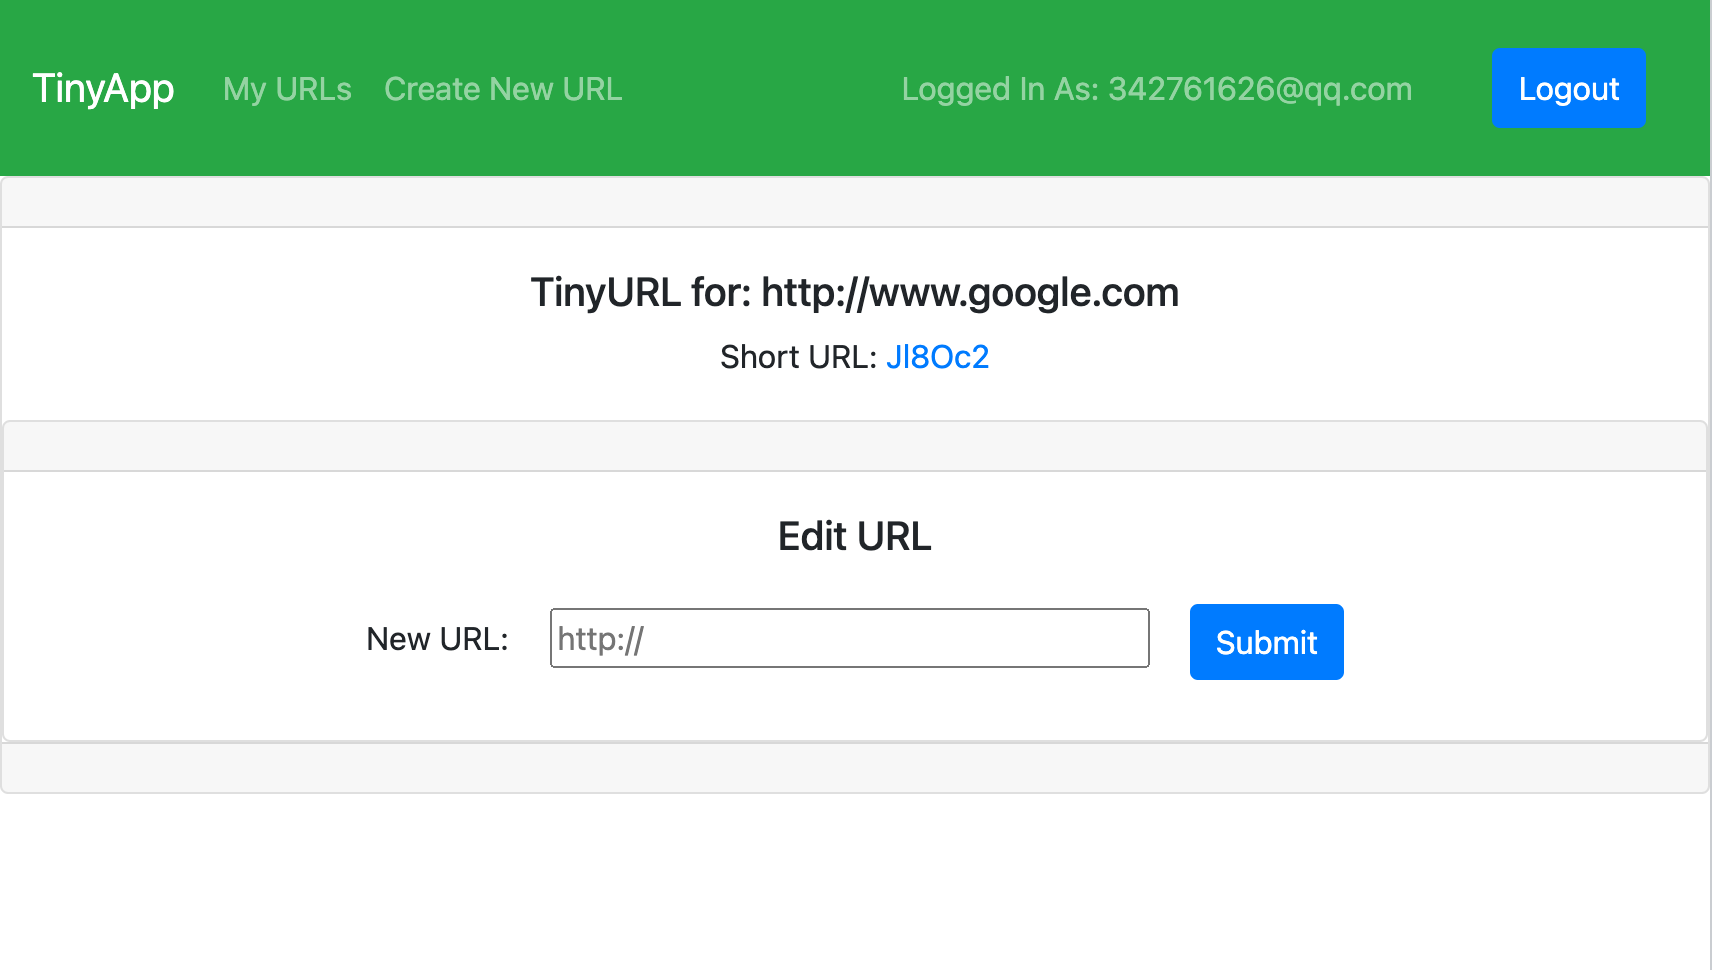 TinyApp My URLs Create New URL Logged In As: 342761626@qq.com Logout
TinyURL for: http://www.google.com
Short URL: Jl8Oc2
Edit URL
New URL: http:// Submit